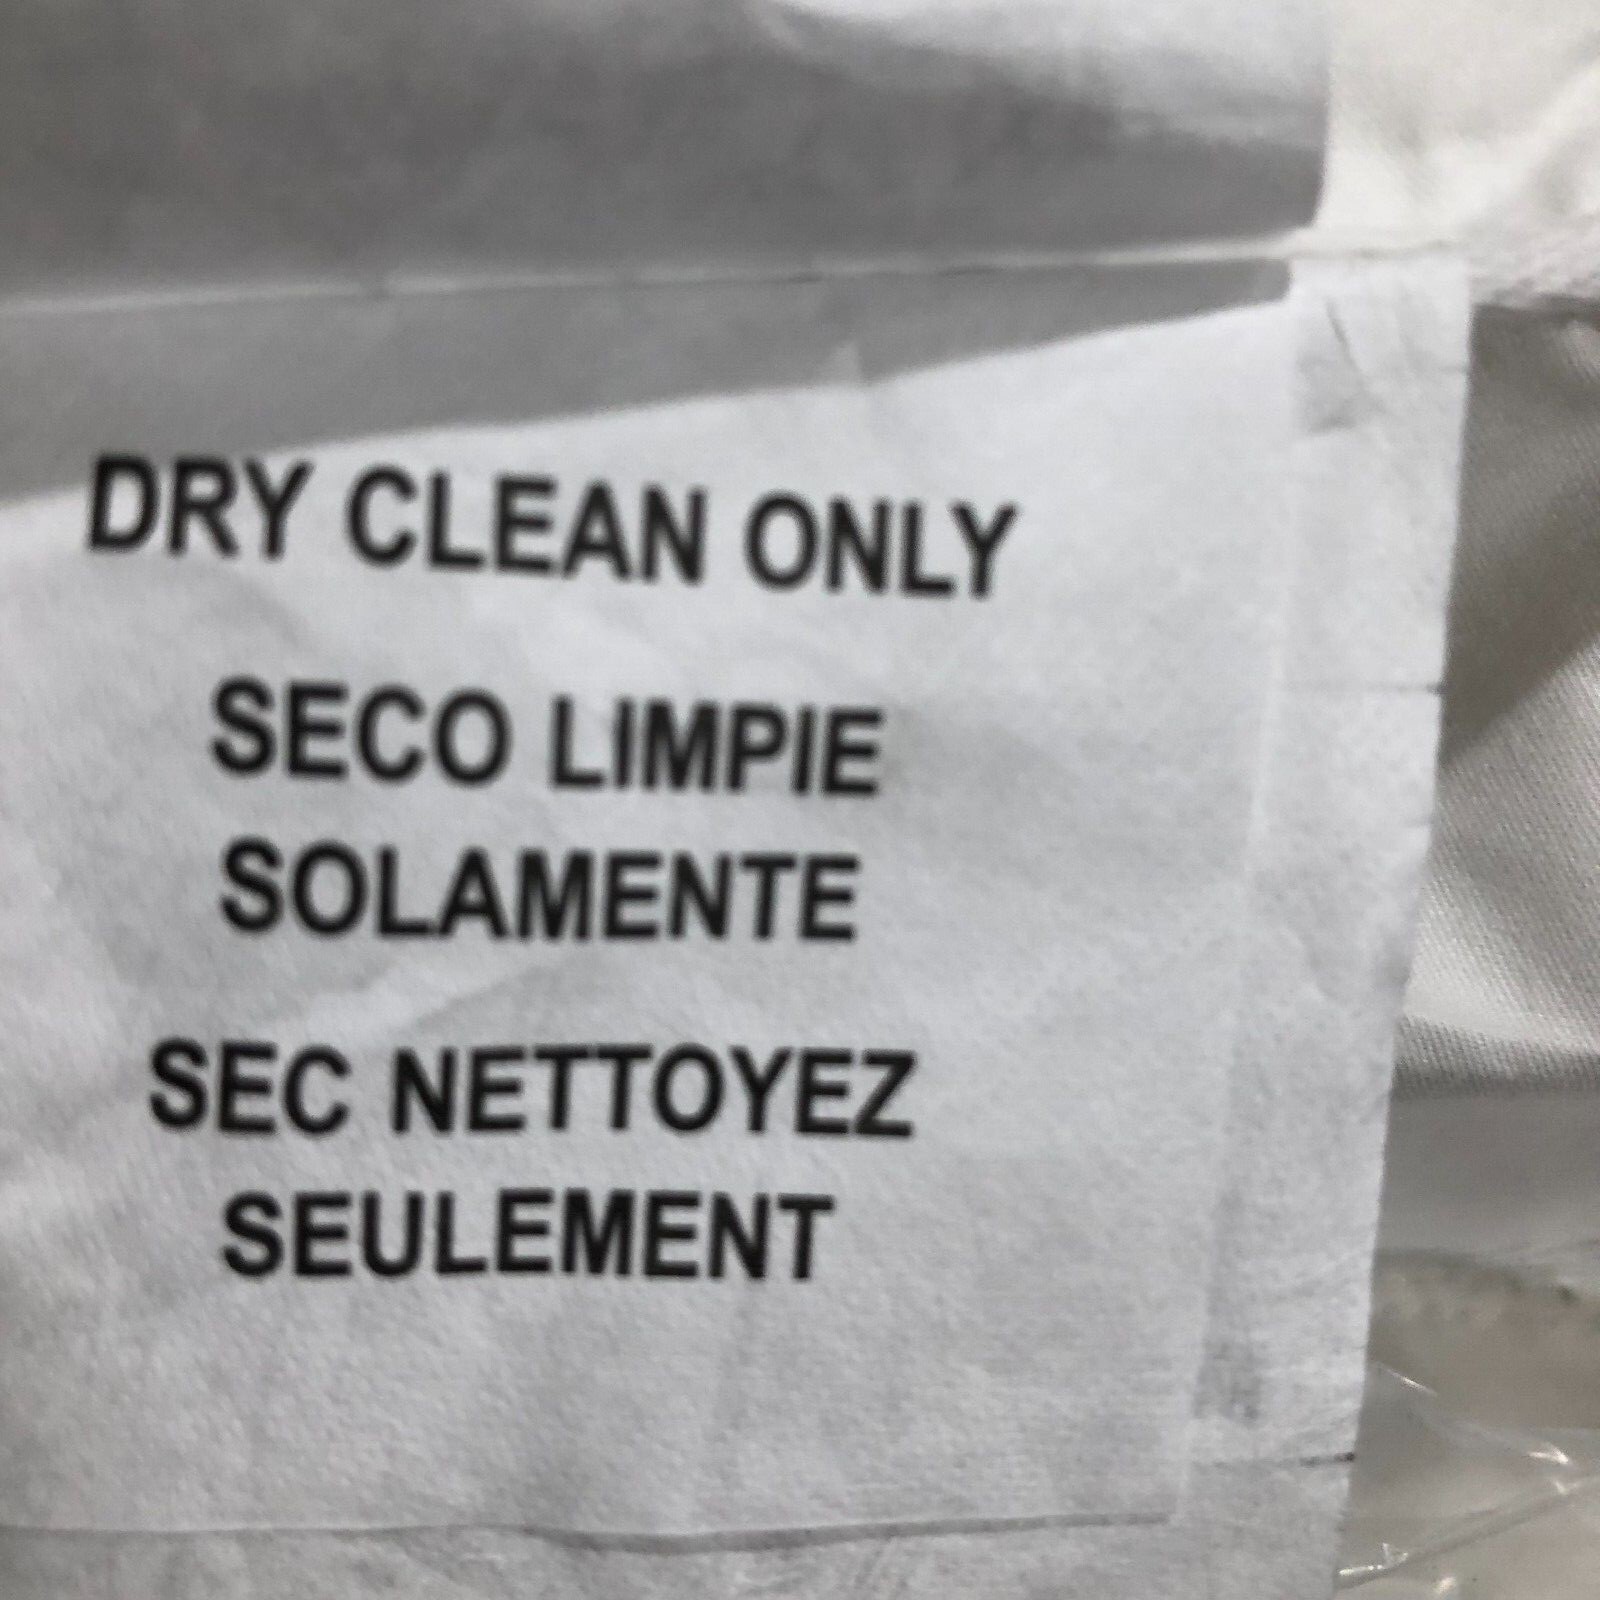 DRY CLEAN ONLY
SECO LIMPIE
SOLAMENTE
SEC NETTOYEZ
SEULEMENT